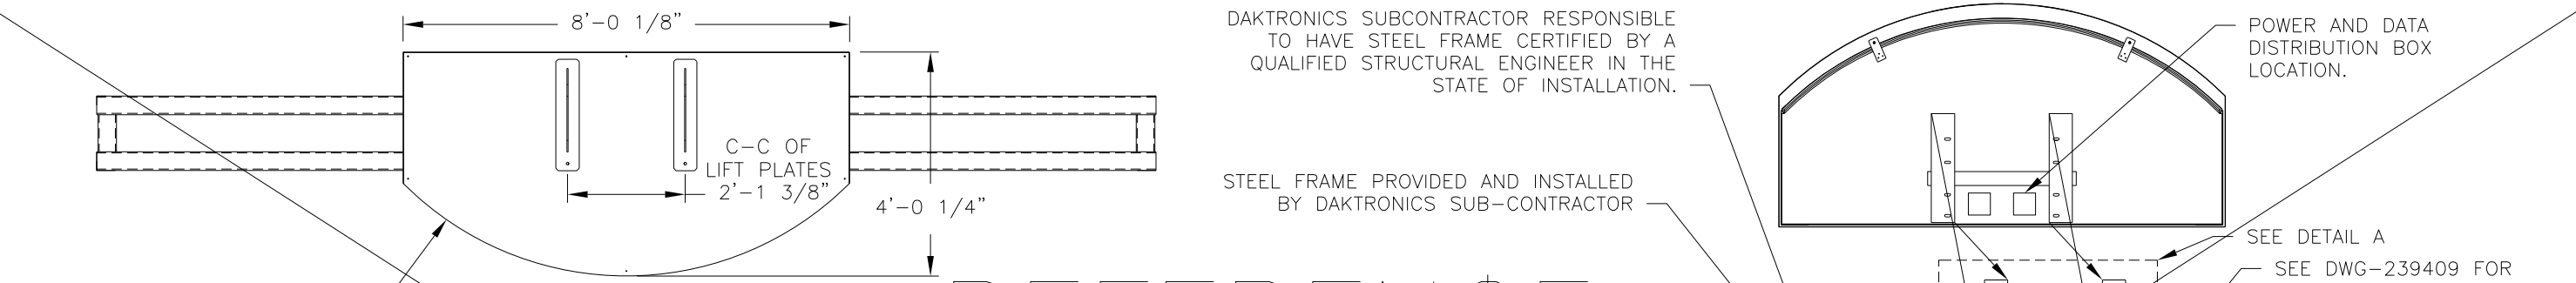 8'-0 1/8"
C-C OF
LIFT PLATES
2'-1 3/8"
4'-0 1/4"
DAKTRONICS SUBCONTRACTOR RESPONSIBLE
TO HAVE STEEL FRAME CERTIFIED BY A
QUALIFIED STRUCTURAL ENGINEER IN THE
STATE OF INSTALLATION.
STEEL FRAME PROVIDED AND INSTALLED
BY DAKTRONICS SUB-CONTRACTOR
POWER AND DATA
DISTRIBUTION BOX
LOCATION.
SEE DETAIL A
SEE DWG-239409 FOR